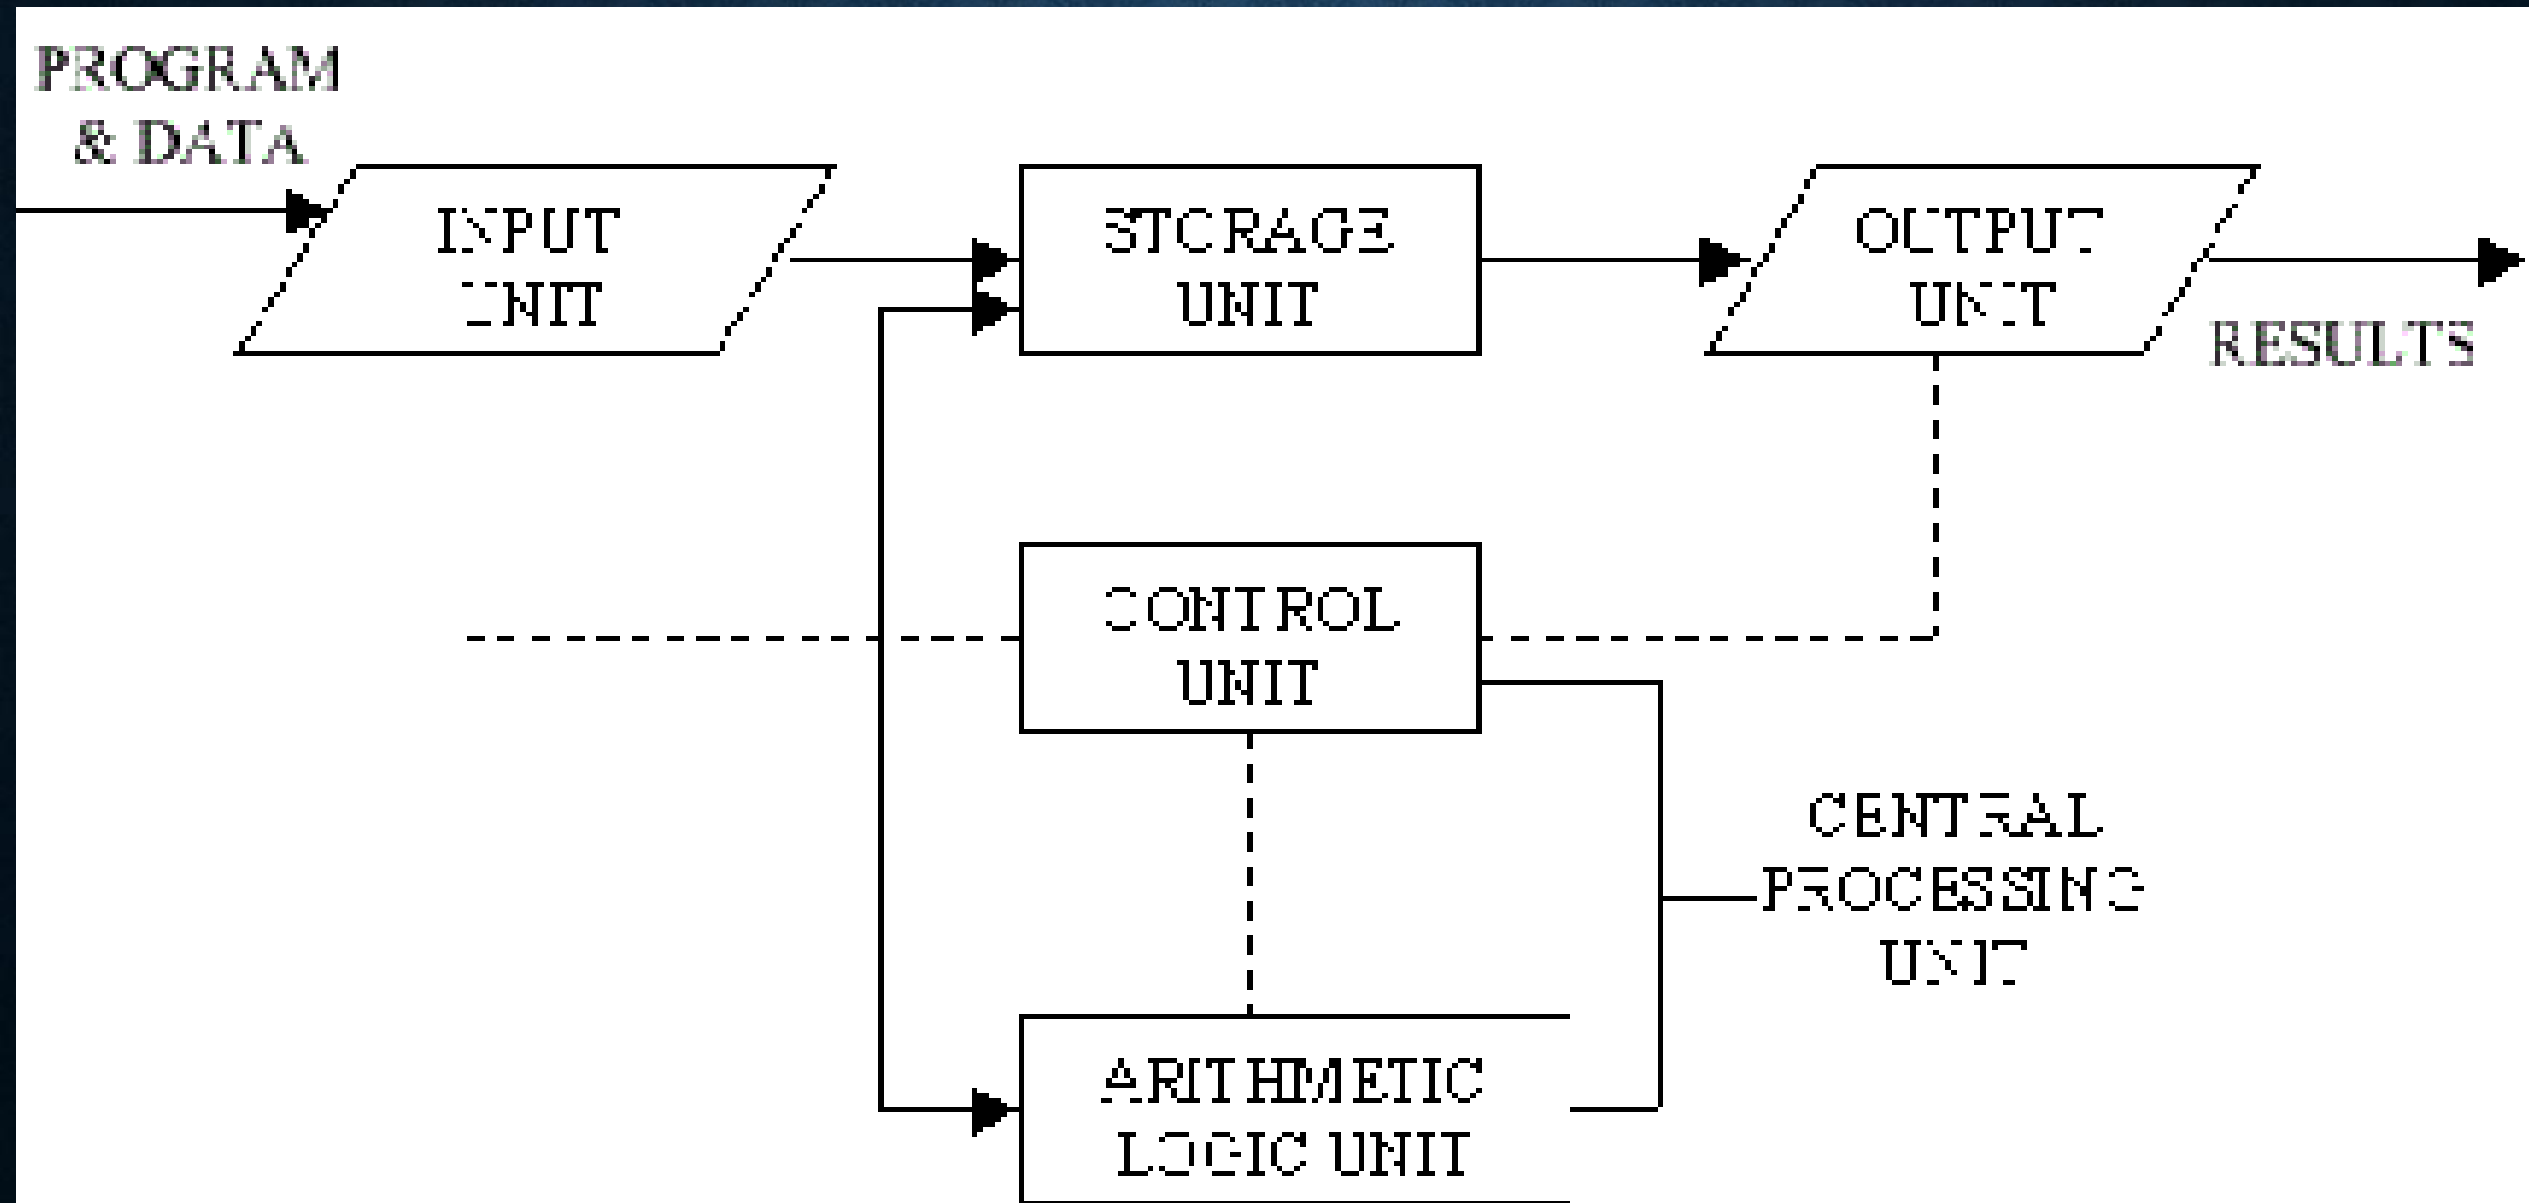 PROGRAM
& DATA
INPUT
UNIT
STORAGE
UNIT
OUTPUT
UNIT
RESULTS
CONTROL
UNIT
CENTRAL
PROCESSING
UNIT
ARITHMETIC
LOGIC UNIT